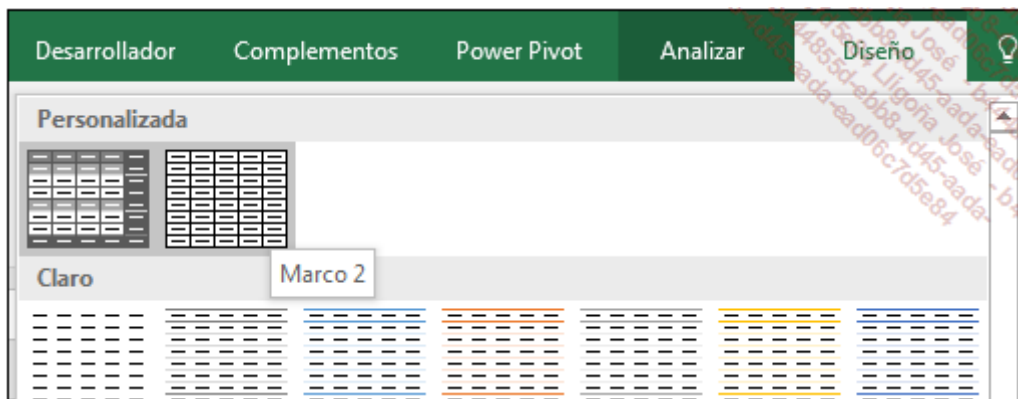 Desarrollador Complementos Power Pivot Analizar Diseño
Personalizada
Marco 2
Claro